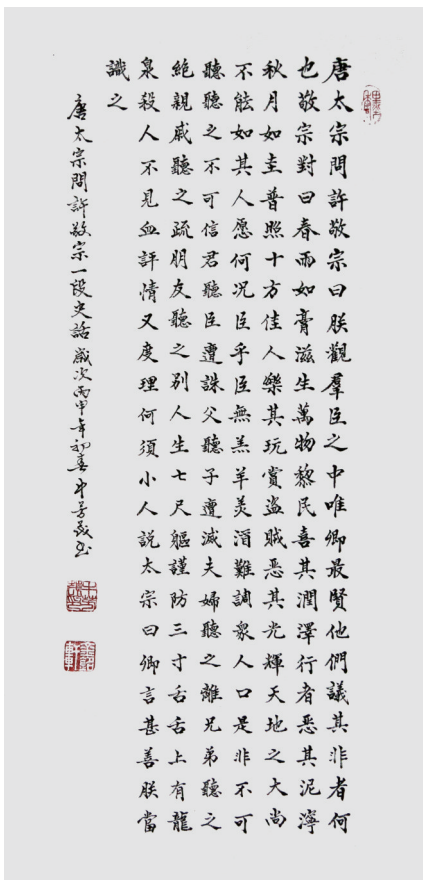 唐太宗問許敬宗曰朕觀羣臣之中唯卿最賢他們議其非者何
也敬宗對曰春雨如膏滋生萬物黎民喜其潤澤行者惡其泥濘
秋月如圭普照十方佳人樂其玩賞盜賊惡其光輝天地之大尚
不能如其人愿何況臣乎臣無羔羊美酒難調衆人口是非不可
聽聽之不可信君聽臣遭誅父聽子遭滅夫婦聽之離兄弟聽之
絶親戚聽之疏朋友聽之别人生七尺軀謹防三寸舌舌上有龍
泉殺人不見血評情又度理何須小人説太宗曰卿言甚善朕當
識之
唐太宗問許敬宗一段史話歲次丙申年初春